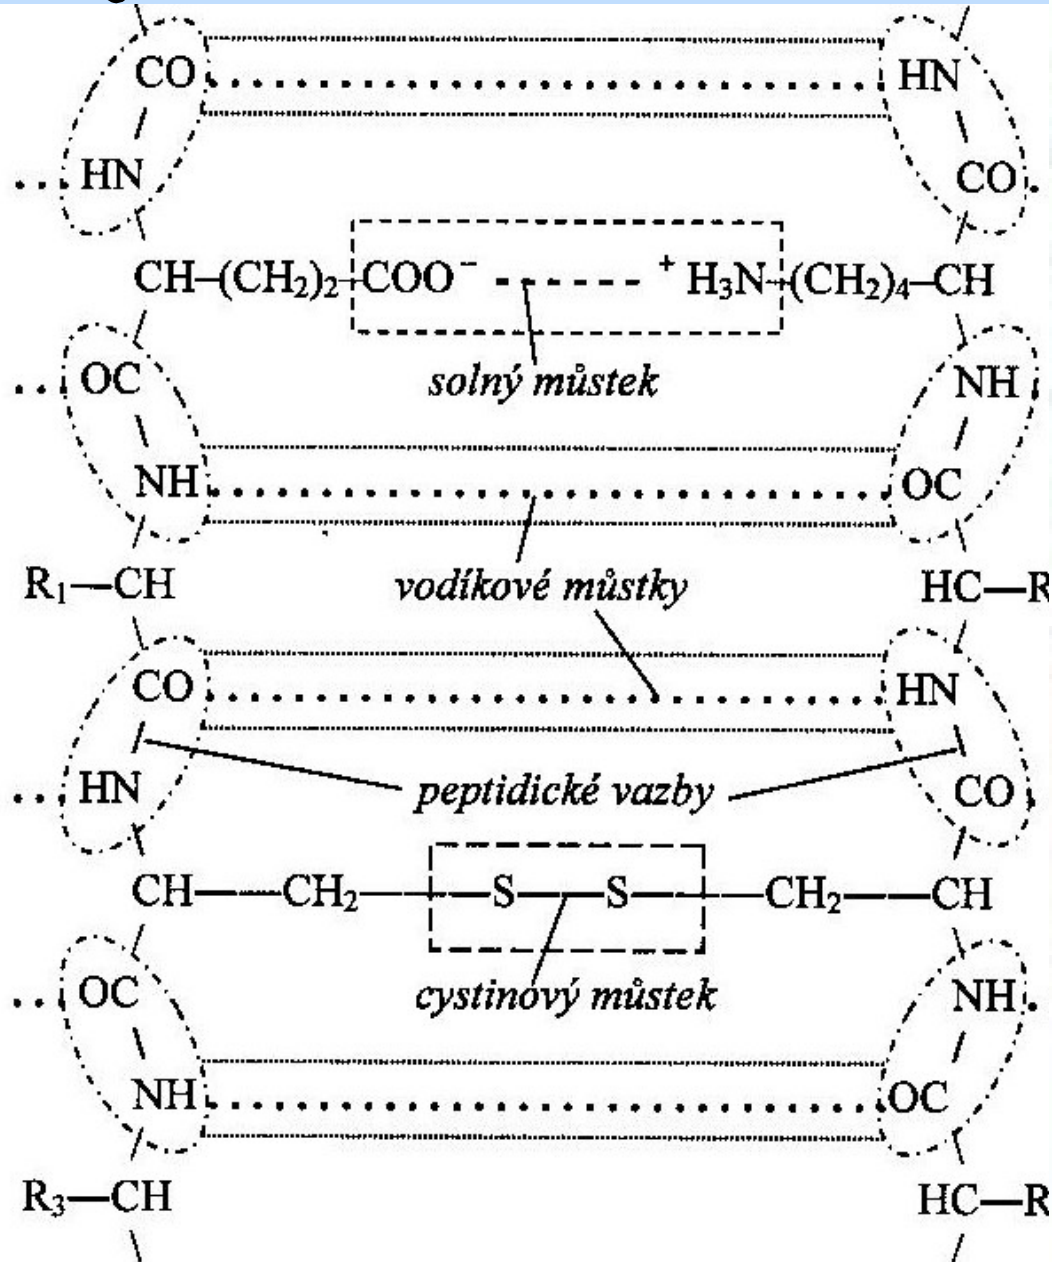 CO HN
... HN CO .
CH–(CH₂)₂–COO⁻ ----- ⁺H₃N–(CH₂)₄–CH
solný můstek
... OC NH
NH OC
vodíkové můstky
R₁—CH HC—R
CO HN
peptidické vazby
... HN CO
CH—CH₂—S—S—CH₂—CH
cystinový můstek
... OC NH .
NH OC
R₃—CH HC—R